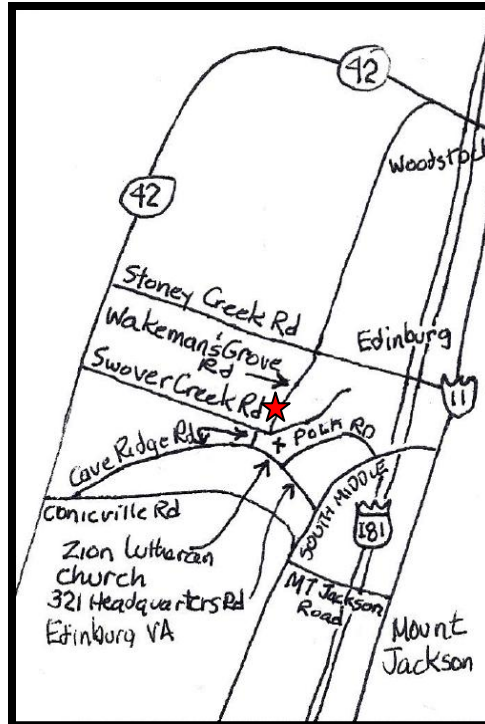 42
42
Woodstock
Stoney Creek Rd
Wakeman's Grove
Rd
Edinburg
11
Swover Creek Rd
Polk RD
Cave Ridge Rd
Conicville Rd
SOUTH MIDDLE
I81
Zion Lutheran
Church
321 Headquarters Rd
Edinburg VA
MT Jackson
Road
Mount
Jackson